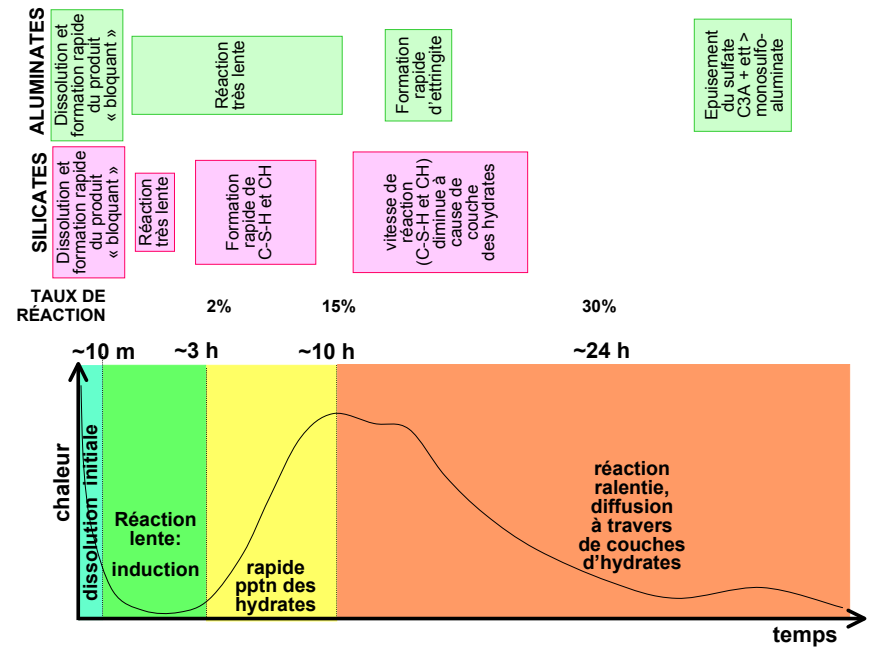 ALUMINATES
Dissolution et
formation rapide
du produit
« bloquant »
Réaction
très lente
Formation
rapide
d’ettringite
Epuisement
du sulfate
C3A + ett >
monosulfo-
aluminate
SILICATES
Dissolution et
formation rapide
du produit
« bloquant »
Réaction
très lente
Formation
rapide de
C-S-H et CH
vitesse de
réaction
(C-S-H et CH)
diminue à
cause de
couche
des hydrates
TAUX DE
RÉACTION
2%
15%
30%
~10 m
~3 h
~10 h
~24 h
chaleur
dissolution initiale
Réaction
lente:
induction
rapide
pptn des
hydrates
réaction
ralentie,
diffusion
à travers
de couches
d’hydrates
temps